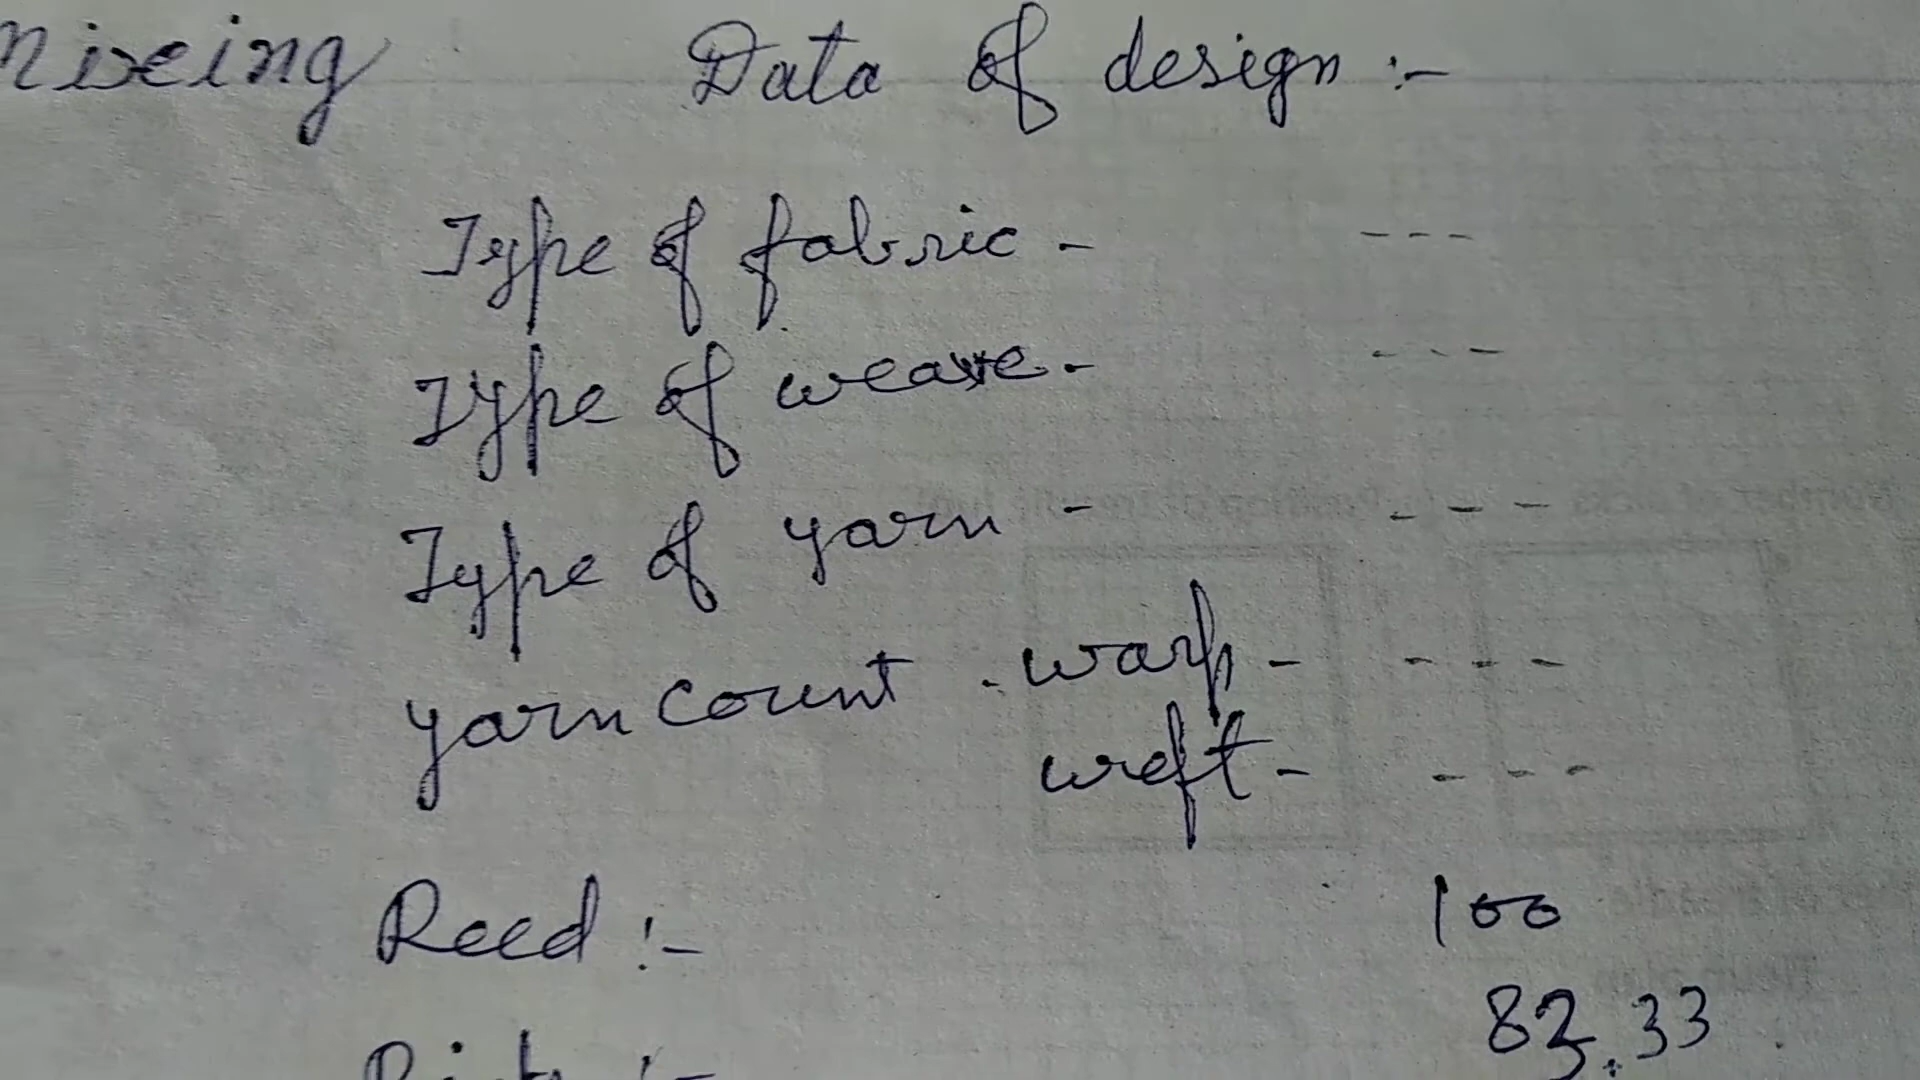 Mixeing Data of design :-
Type of fabric - ---
Type of weave - ---
Type of yarn - ---
yarn count - warp - ---
weft - ---
Reed :- 100
83.33